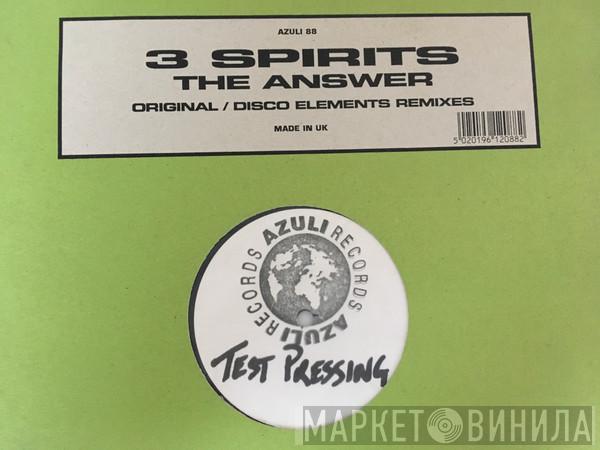 AZULI 88
3 SPIRITS
THE ANSWER
ORIGINAL / DISCO ELEMENTS REMIXES
MADE IN UK
5 020196 120882
AZULI RECORDS
AZULI RECORDS
TEST PRESSING
МАРКЕТ ВИНИЛА